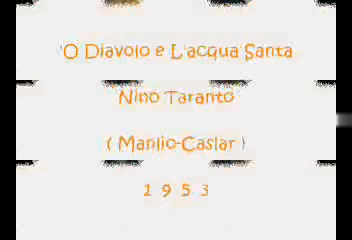 'O Diavolo e L'acqua Santa
Nino Taranto
( Manlio-Caslar )
1 9 5 3